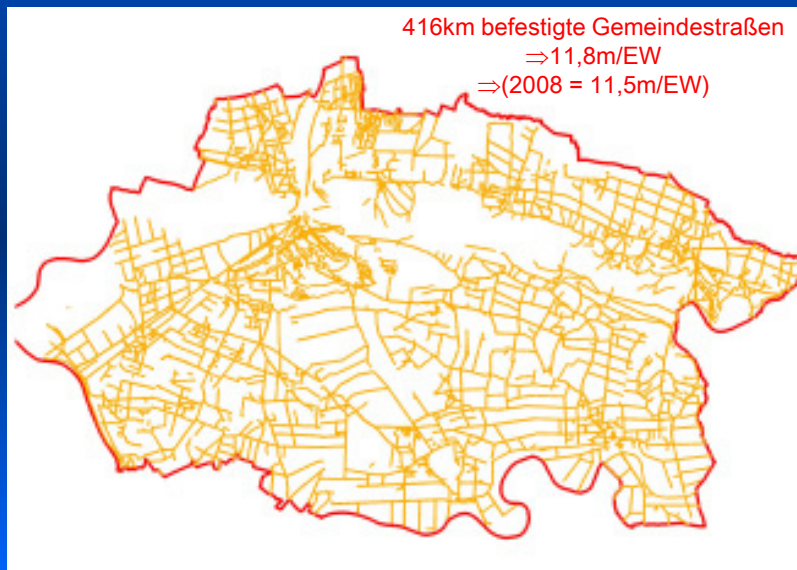 416km befestigte Gemeindestraßen
⇒11,8m/EW
⇒(2008 = 11,5m/EW)